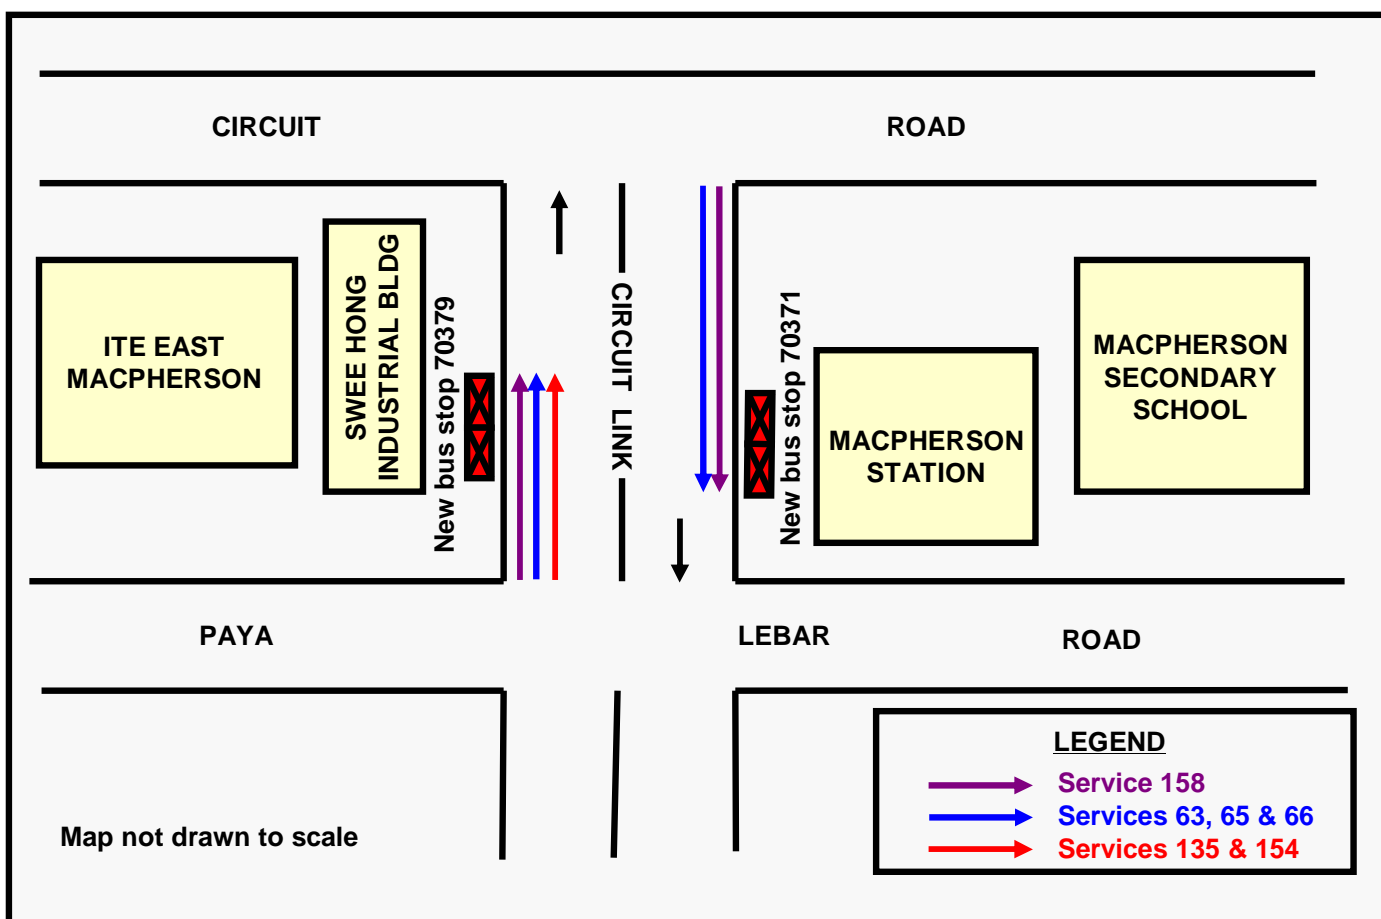 CIRCUIT ROAD
ITE EAST
MACPHERSON
SWEE HONG
INDUSTRIAL BLDG
New bus stop 70379
CIRCUIT LINK
New bus stop 70371
MACPHERSON
STATION
MACPHERSON
SECONDARY
SCHOOL
PAYA LEBAR ROAD
LEGEND
Service 158
Services 63, 65 & 66
Services 135 & 154
Map not drawn to scale